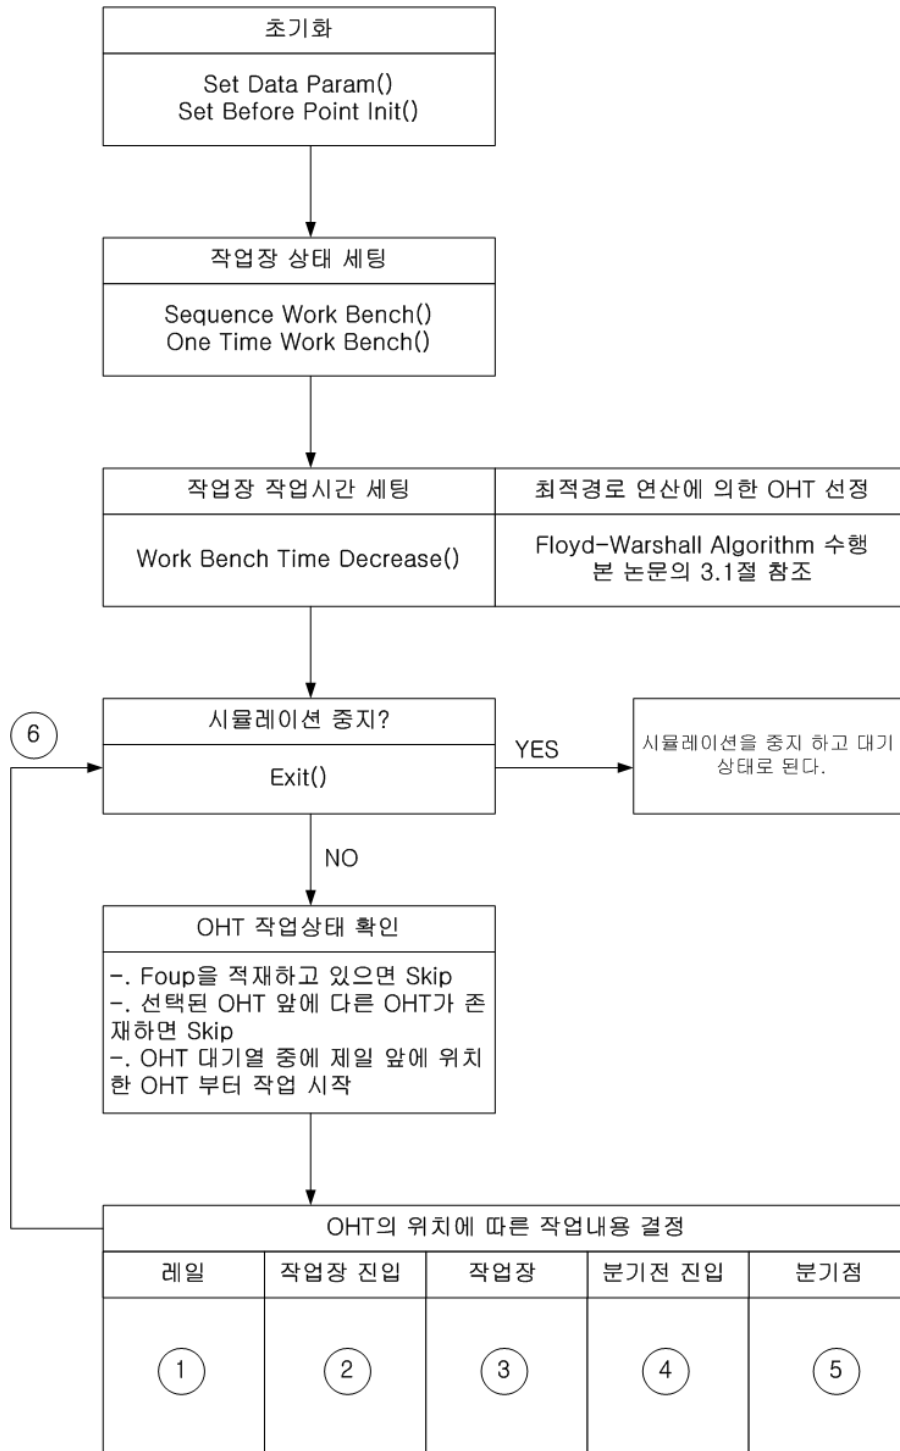 초기화
Set Data Param()
Set Before Point Init()
작업장 상태 세팅
Sequence Work Bench()
One Time Work Bench()
작업장 작업시간 세팅
최적경로 연산에 의한 OHT 선정
Work Bench Time Decrease()
Floyd-Warshall Algorithm 수행
본 논문의 3.1절 참조
6
시뮬레이션 중지?
Exit()
YES
시뮬레이션을 중지 하고 대기
상태로 된다.
NO
OHT 작업상태 확인
-. Foup을 적재하고 있으면 Skip
-. 선택된 OHT 앞에 다른 OHT가 존
재하면 Skip
-. OHT 대기열 중에 제일 앞에 위치
한 OHT 부터 작업 시작
OHT의 위치에 따른 작업내용 결정
레일
작업장 진입
작업장
분기전 진입
분기점
1
2
3
4
5